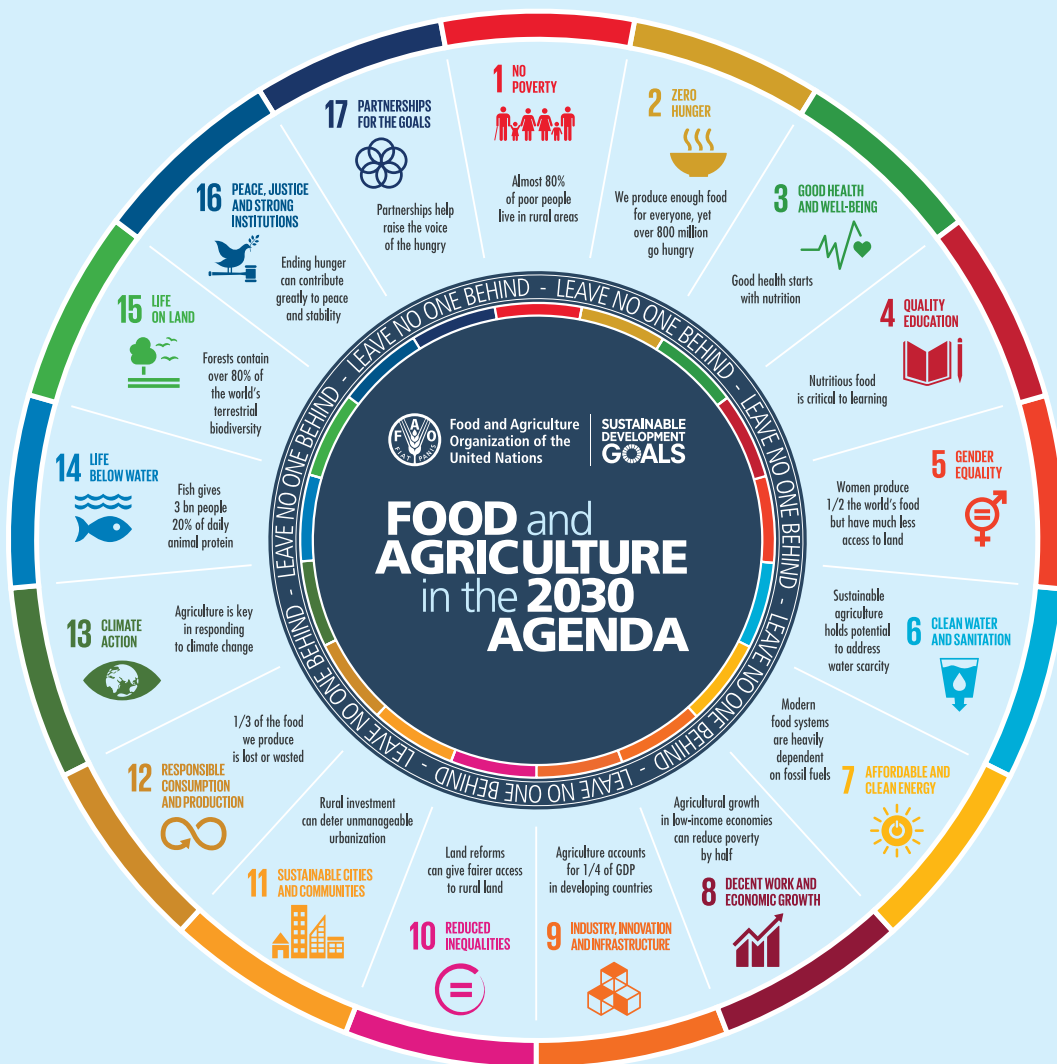 1 NO
POVERTY
Almost 80%
of poor people
live in rural areas
2 ZERO
HUNGER
We produce enough food
for everyone, yet
over 800 million
go hungry
3 GOOD HEALTH
AND WELL-BEING
Good health starts
with nutrition
4 QUALITY
EDUCATION
Nutritious food
is critical to learning
5 GENDER
EQUALITY
Women produce
1/2 the world's food
but have much less
access to land
6 CLEAN WATER
AND SANITATION
Sustainable
agriculture
holds potential
to address
water scarcity
7 AFFORDABLE AND
CLEAN ENERGY
Modern
food systems
are heavily
dependent
on fossil fuels
8 DECENT WORK AND
ECONOMIC GROWTH
Agricultural growth
in low-income economies
can reduce poverty
by half
9 INDUSTRY, INNOVATION
AND INFRASTRUCTURE
Agriculture accounts
for 1/4 of GDP
in developing countries
10 REDUCED
INEQUALITIES
Land reforms
can give fairer access
to rural land
11 SUSTAINABLE CITIES
AND COMMUNITIES
Rural investment
can deter unmanageable
urbanization
12 RESPONSIBLE
CONSUMPTION
AND PRODUCTION
1/3 of the food
we produce
is lost or wasted
13 CLIMATE
ACTION
Agriculture is key
in responding
to climate change
14 LIFE
BELOW WATER
Fish gives
3 bn people
20% of daily
animal protein
15 LIFE
ON LAND
Forests contain
over 80% of
the world's
terrestrial
biodiversity
16 PEACE, JUSTICE
AND STRONG
INSTITUTIONS
Ending hunger
can contribute
greatly to peace
and stability
17 PARTNERSHIPS
FOR THE GOALS
Partnerships help
raise the voice
of the hungry
LEAVE NO ONE BEHIND - LEAVE NO ONE BEHIND - LEAVE NO ONE BEHIND - LEAVE NO ONE BEHIND - LEAVE NO ONE BEHIND - LEAVE NO ONE BEHIND - LEAVE NO ONE BEHIND - LEAVE NO ONE BEHIND -
F A O
FIAT PANIS
Food and Agriculture
Organization of the
United Nations
SUSTAINABLE
DEVELOPMENT
GOALS
FOOD and
AGRICULTURE
in the 2030
AGENDA